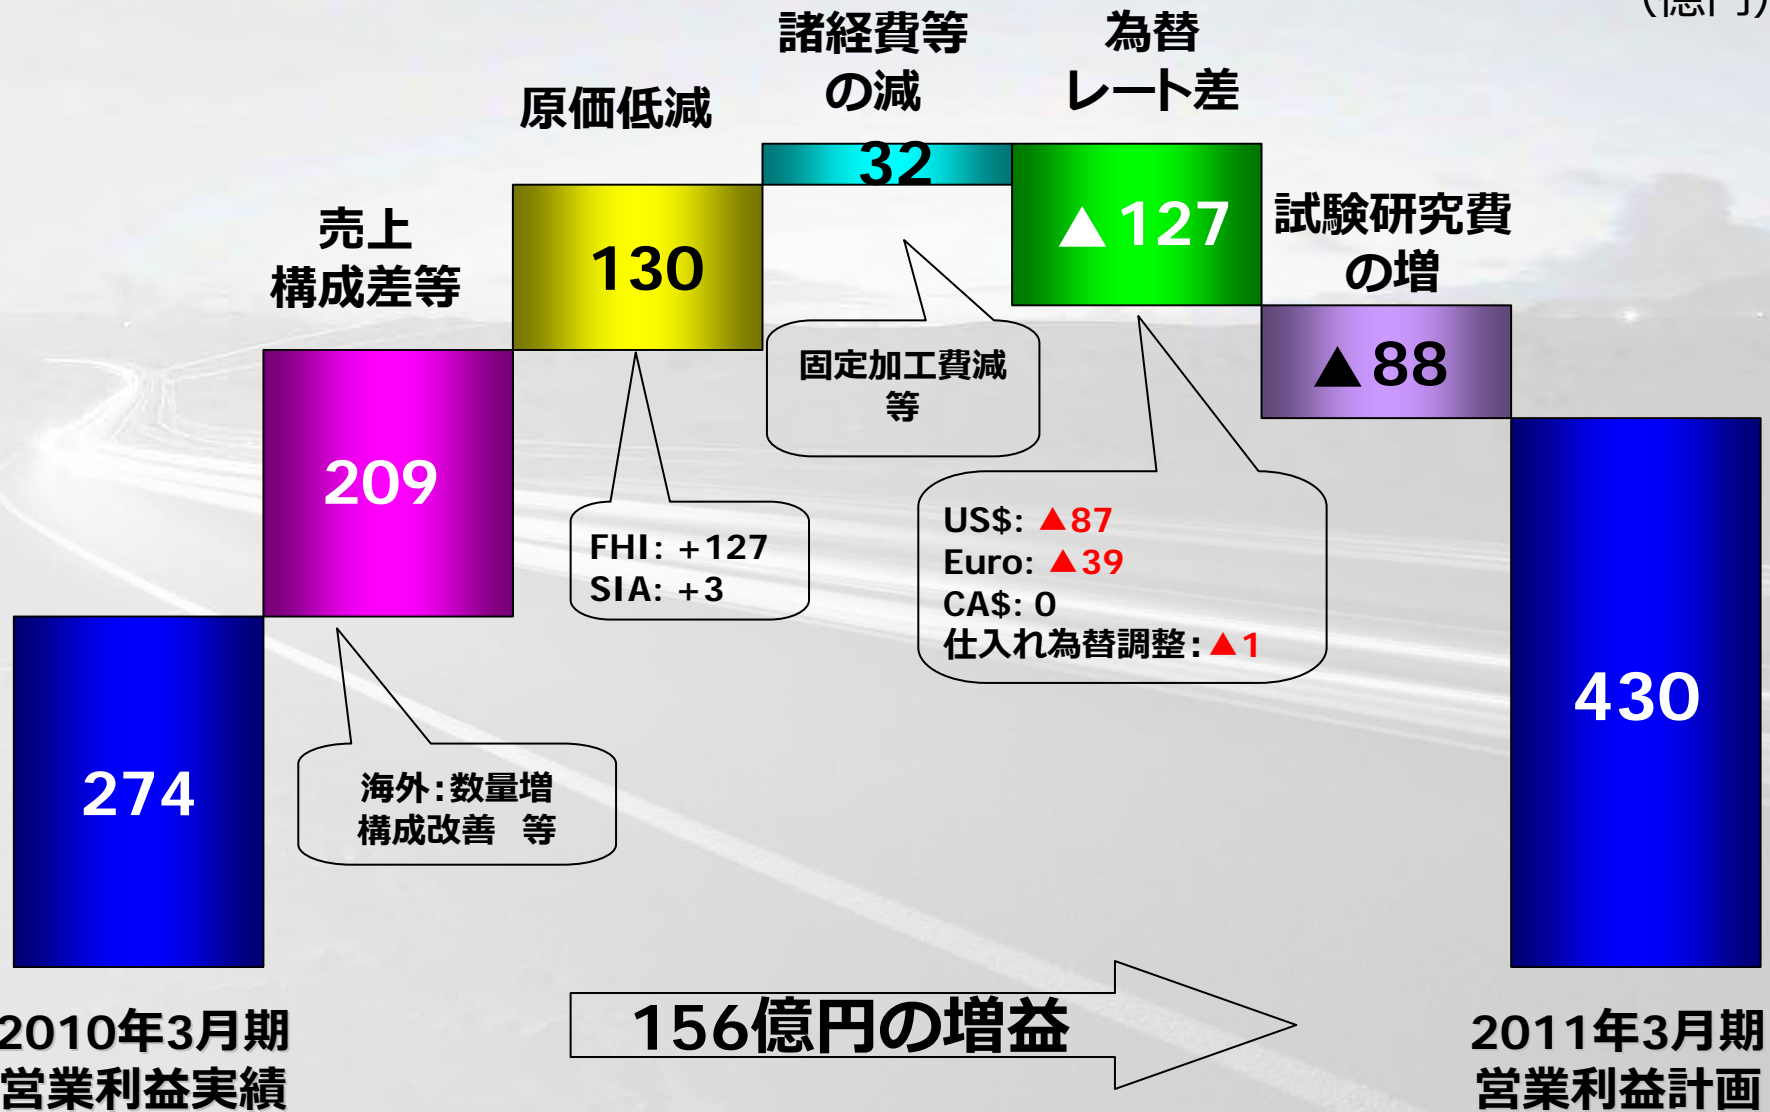 (億円)
諸経費等
の減
為替
レート差
原価低減
32
売上
構成差等
130
▲127
試験研究費
の増
▲88
固定加工費減
等
209
FHI: +127
SIA: +3
US$: ▲87
Euro: ▲39
CA$: 0
仕入れ為替調整:▲1
274
海外:数量増
構成改善 等
430
156億円の増益
2010年3月期
営業利益実績
2011年3月期
営業利益計画